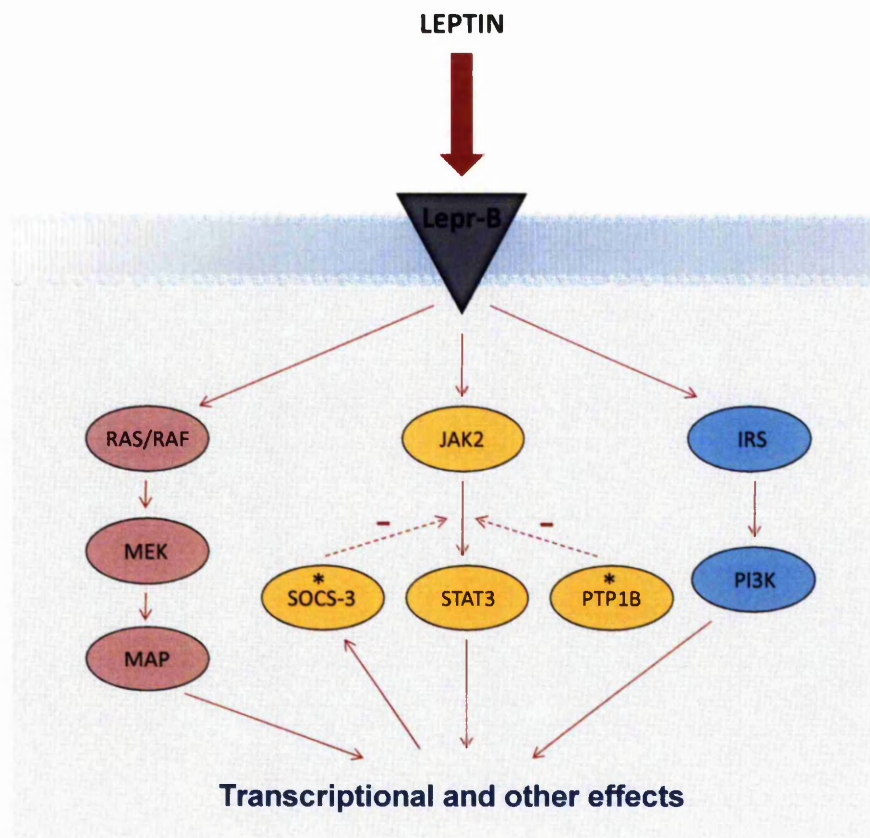 LEPTIN
Lepr-B
RAS/RAF
JAK2
IRS
MEK
–
–
*
SOCS-3
STAT3
*
PTP1B
PI3K
MAP
Transcriptional and other effects